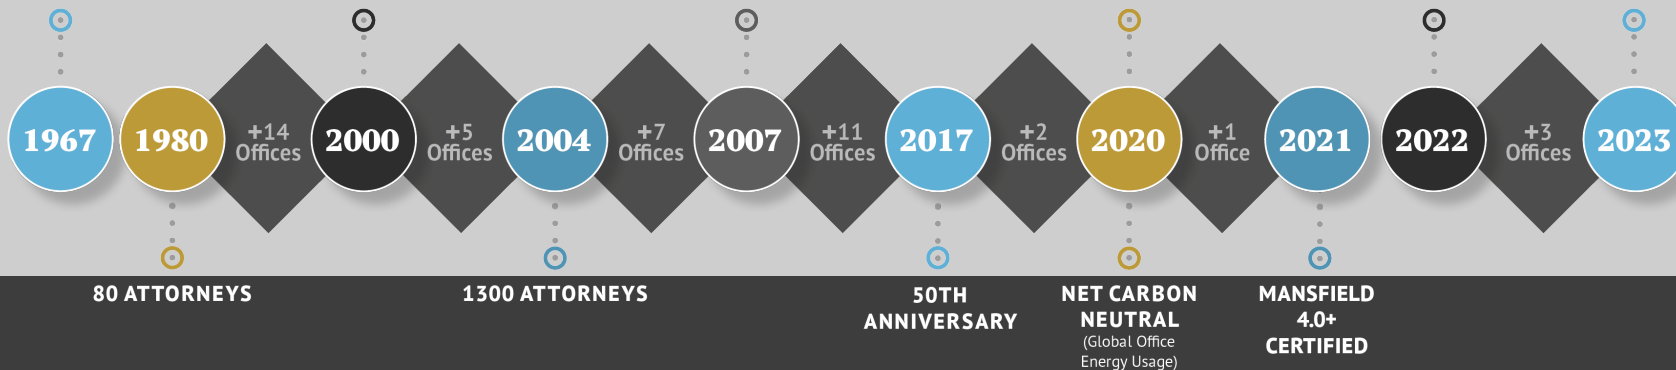 1967
1980
+14
Offices
2000
+5
Offices
2004
+7
Offices
2007
+11
Offices
2017
+2
Offices
2020
+1
Office
2021
2022
+3
Offices
2023
80 ATTORNEYS
1300 ATTORNEYS
50TH
ANNIVERSARY
NET CARBON
NEUTRAL
(Global Office
Energy Usage)
MANSFIELD
4.0+
CERTIFIED